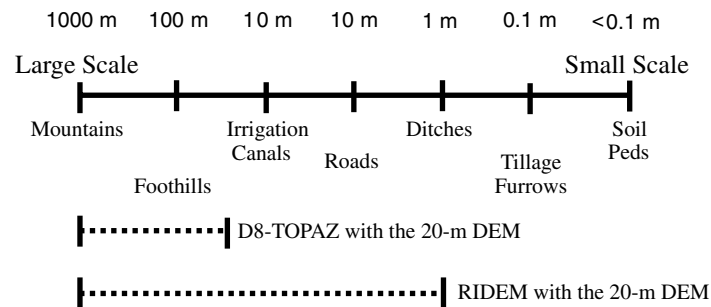 1000 m 100 m 10 m 10 m 1 m 0.1 m <0.1 m
Large Scale Small Scale
Mountains Irrigation Ditches Soil
Canals Peds
Roads Tillage
Foothills Furrows
D8-TOPAZ with the 20-m DEM
RIDEM with the 20-m DEM